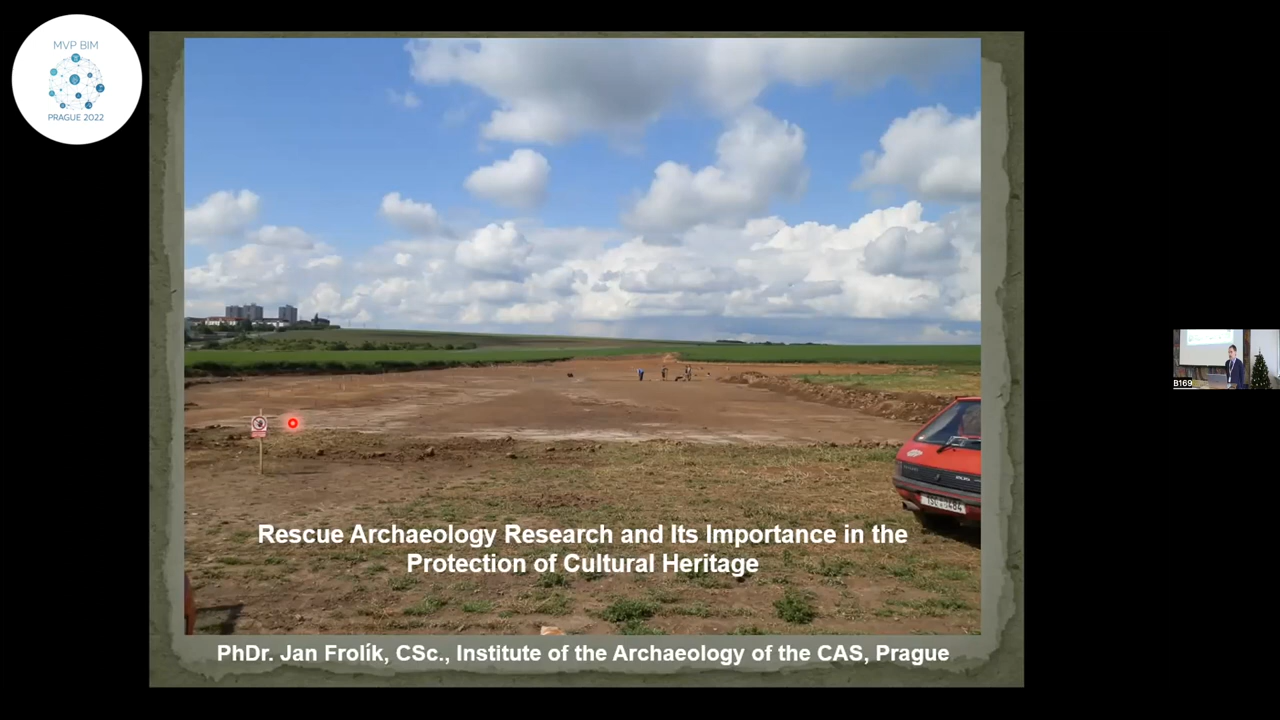 MVP BIM
PRAGUE 2022
Rescue Archaeology Research and Its Importance in the
Protection of Cultural Heritage
PhDr. Jan Frolík, CSc., Institute of the Archaeology of the CAS, Prague
B169